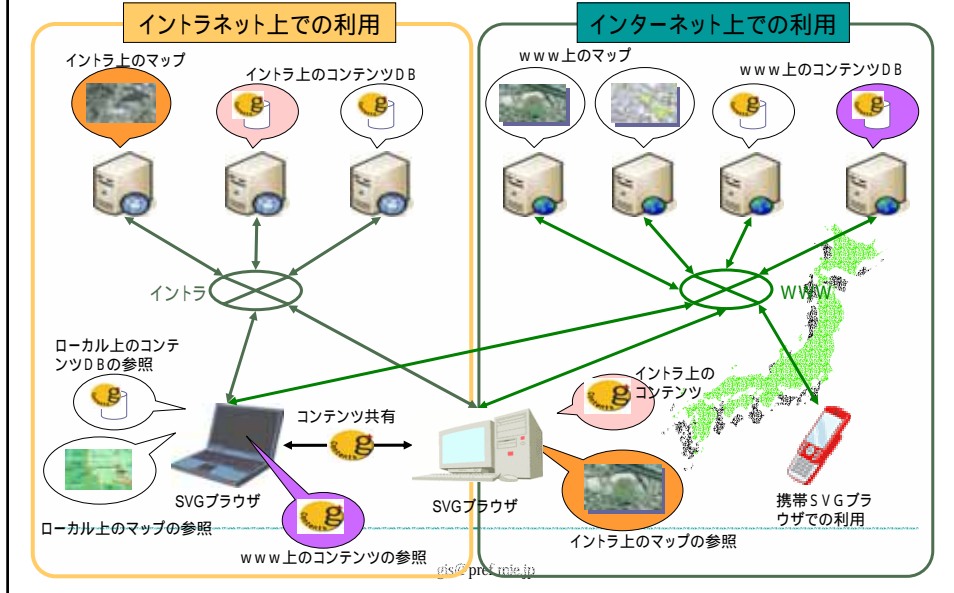 イントラネット上での利用
インターネット上での利用
イントラ上のマップ
イントラ上のコンテンツDB
www上のマップ
www上のコンテンツDB
イントラ
WWW
ローカル上のコンテ
ンツDBの参照
コンテンツ共有
イントラ上の
コンテンツ
SVGブラウザ
SVGブラウザ
携帯SVGブラ
ウザでの利用
ローカル上のマップの参照
www上のコンテンツの参照
イントラ上のマップの参照
gis@pref.mie.jp